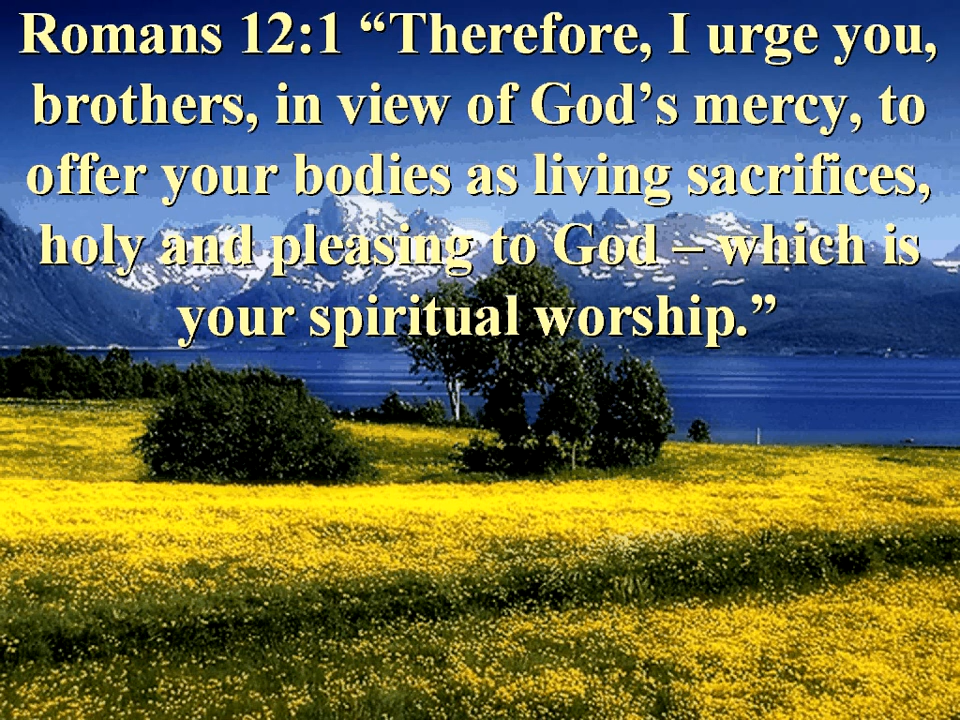 Romans 12:1 “Therefore, I urge you,
brothers, in view of God’s mercy, to
offer your bodies as living sacrifices,
holy and pleasing to God – which is
your spiritual worship.”